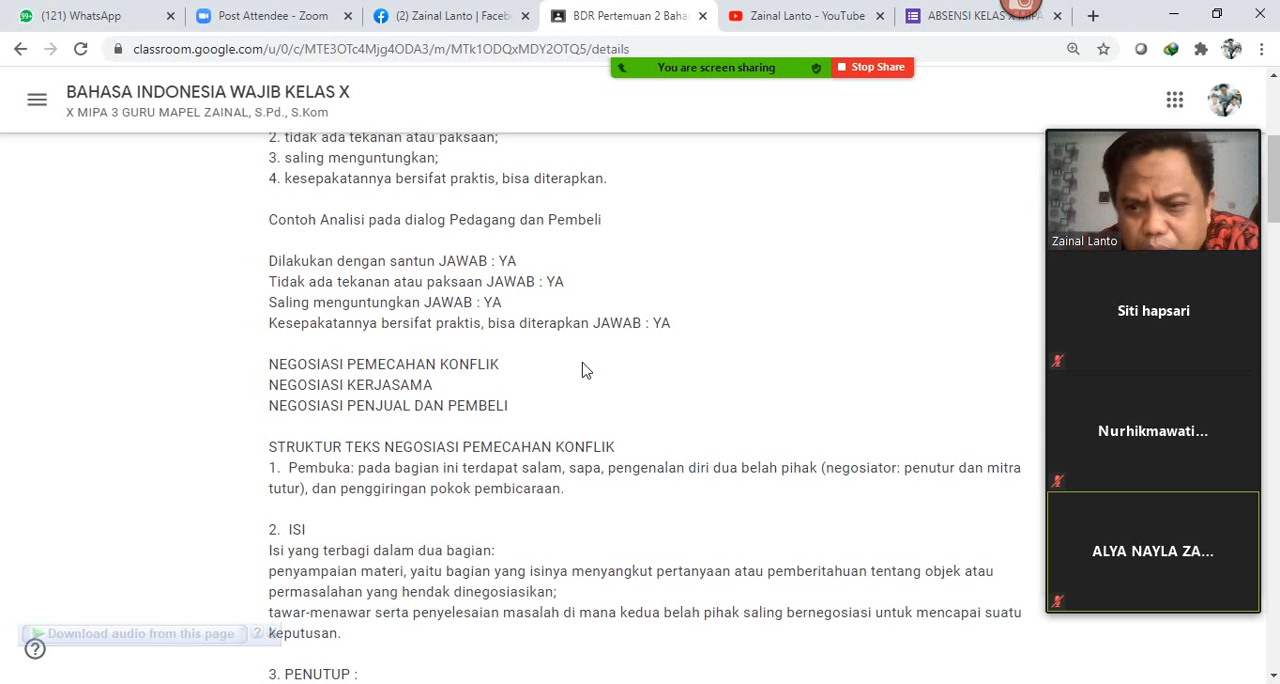 (121) WhatsApp
Post Attendee - Zoom
(2) Zainal Lanto | Faceb
BDR Pertemuan 2 Baha
Zainal Lanto - YouTube
ABSENSI KELAS X MIPA
classroom.google.com/u/0/c/MTE3OTc4Mjg4ODA3/m/MTk1ODQxMDY2OTQ5/details
You are screen sharing
Stop Share
BAHASA INDONESIA WAJIB KELAS X
X MIPA 3 GURU MAPEL ZAINAL, S.Pd., S.Kom
2. tidak ada tekanan atau paksaan;
3. saling menguntungkan;
4. kesepakatannya bersifat praktis, bisa diterapkan.
Contoh Analisi pada dialog Pedagang dan Pembeli
Dilakukan dengan santun JAWAB : YA
Tidak ada tekanan atau paksaan JAWAB : YA
Saling menguntungkan JAWAB : YA
Kesepakatannya bersifat praktis, bisa diterapkan JAWAB : YA
NEGOSIASI PEMECAHAN KONFLIK
NEGOSIASI KERJASAMA
NEGOSIASI PENJUAL DAN PEMBELI
STRUKTUR TEKS NEGOSIASI PEMECAHAN KONFLIK
1. Pembuka: pada bagian ini terdapat salam, sapa, pengenalan diri dua belah pihak (negosiator: penutur dan mitra
tutur), dan penggiringan pokok pembicaraan.
2. ISI
Isi yang terbagi dalam dua bagian:
penyampaian materi, yaitu bagian yang isinya menyangkut pertanyaan atau pemberitahuan tentang objek atau
permasalahan yang hendak dinegosiasikan;
tawar-menawar serta penyelesaian masalah di mana kedua belah pihak saling bernegosiasi untuk mencapai suatu
keputusan.
3. PENUTUP :
Download audio from this page
?
Zainal Lanto
Siti hapsari
Nurhikmawati...
ALYA NAYLA ZA...